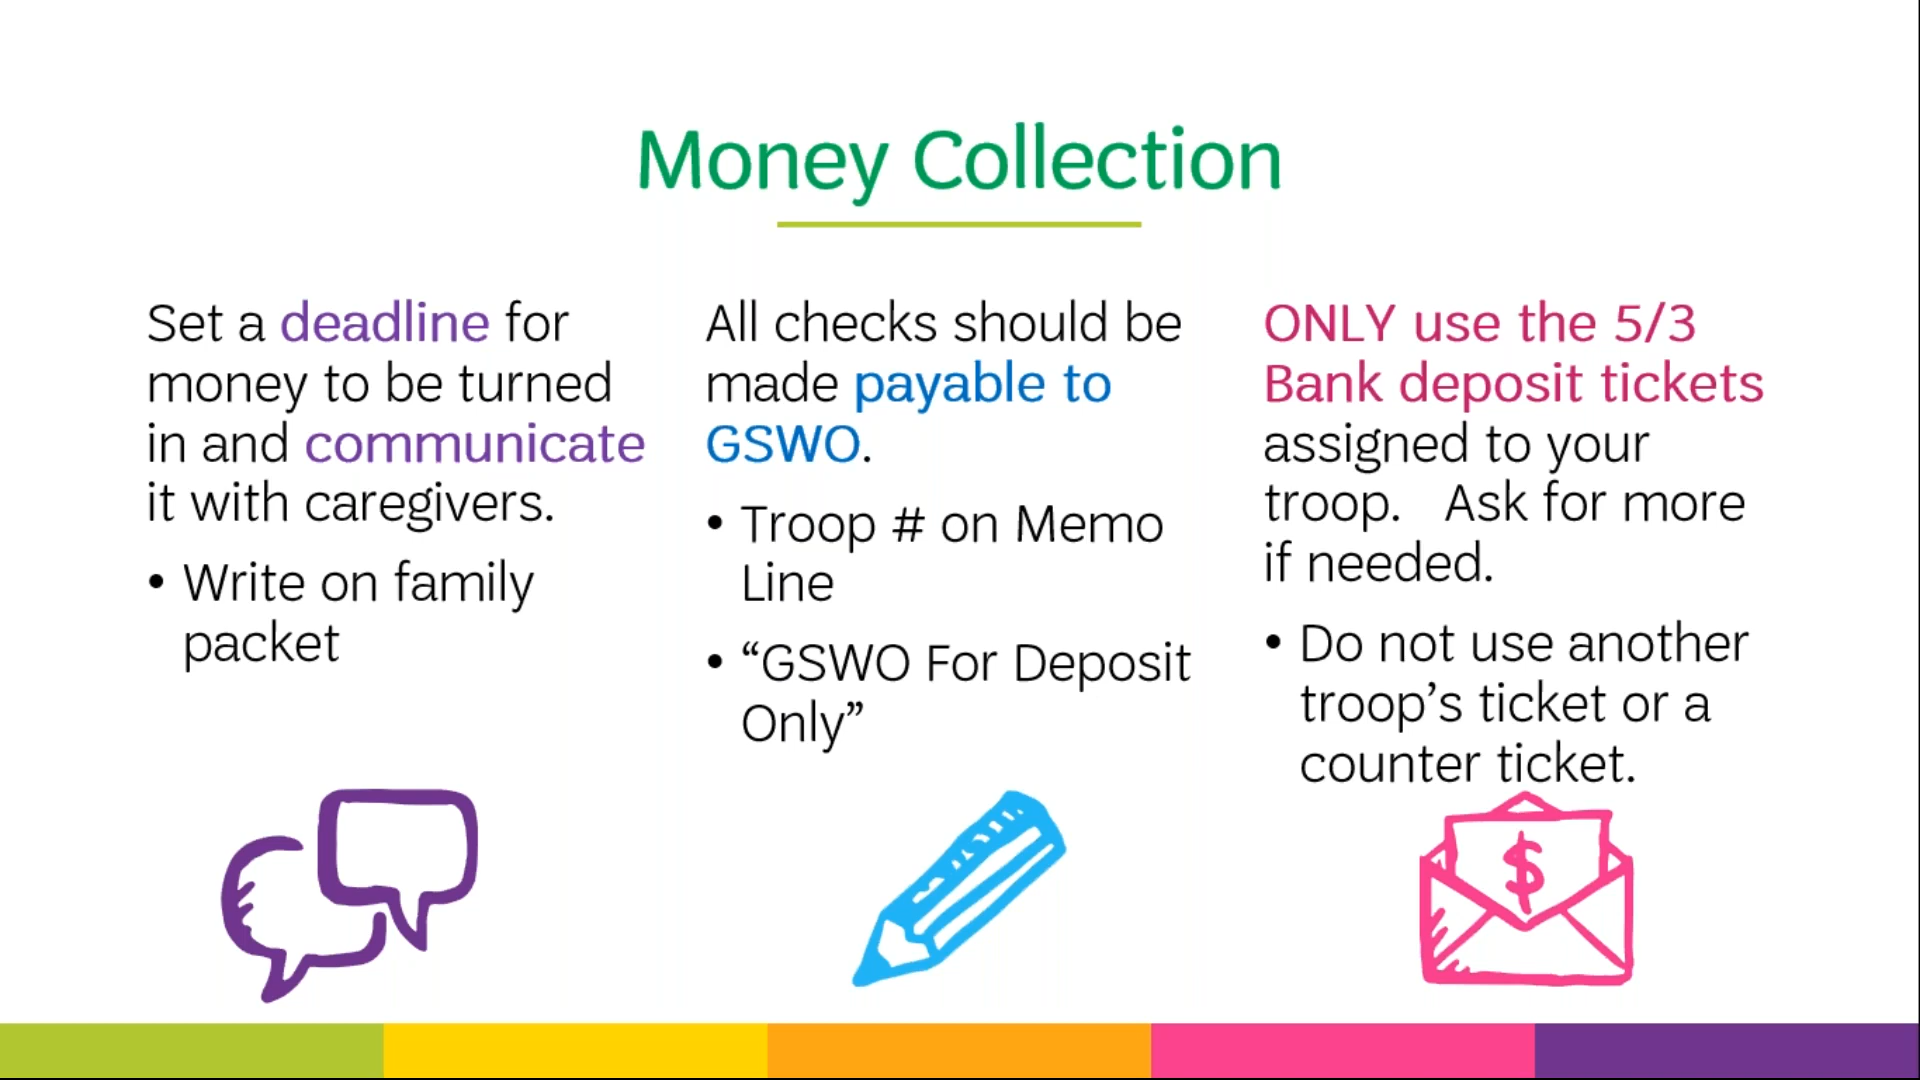 Money Collection
Set a deadline for
money to be turned
in and communicate
it with caregivers.
• Write on family
packet
All checks should be
made payable to
GSWO.
• Troop # on Memo
Line
• “GSWO For Deposit
Only”
ONLY use the 5/3
Bank deposit tickets
assigned to your
troop.   Ask for more
if needed.
• Do not use another
troop’s ticket or a
counter ticket.
$